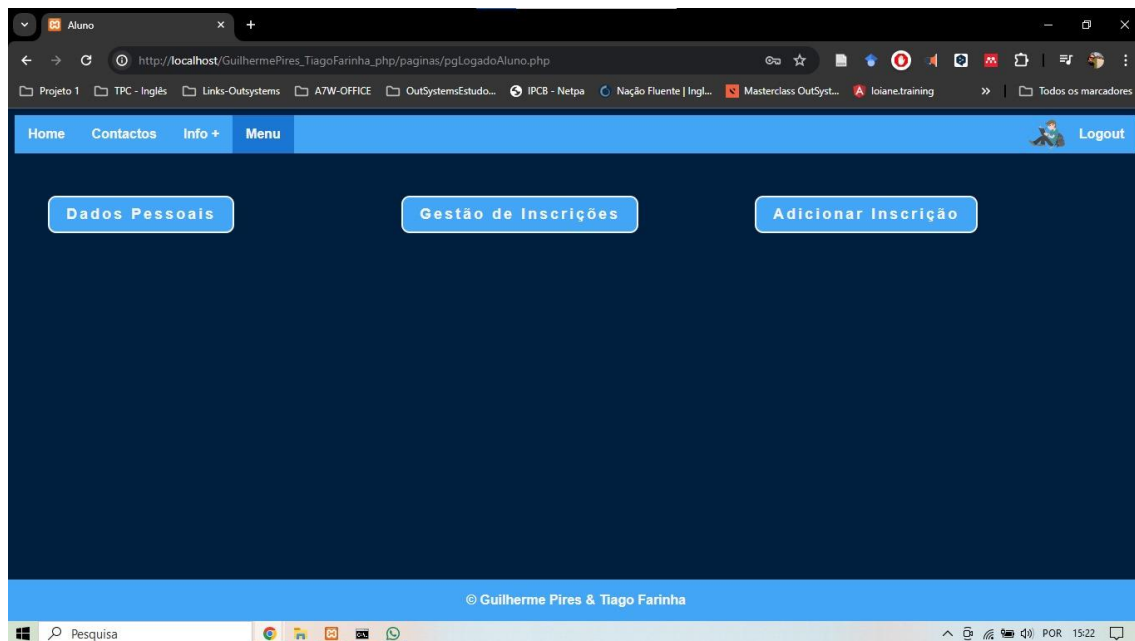 Aluno
http://localhost/GuilhermePires_TiagoFarinha_php/paginas/pgLogadoAluno.php
Projeto 1 TPC - Inglês Links-Outsystems A7W-OFFICE OutSystemsEstudo... IPCB - Netpa Nação Fluente | Ingl... Masterclass OutSyst... loiane.training » Todos os marcadores
Home Contactos Info + Menu Logout
Dados Pessoais Gestão de Inscrições Adicionar Inscrição
© Guilherme Pires & Tiago Farinha
Pesquisa POR 15:22